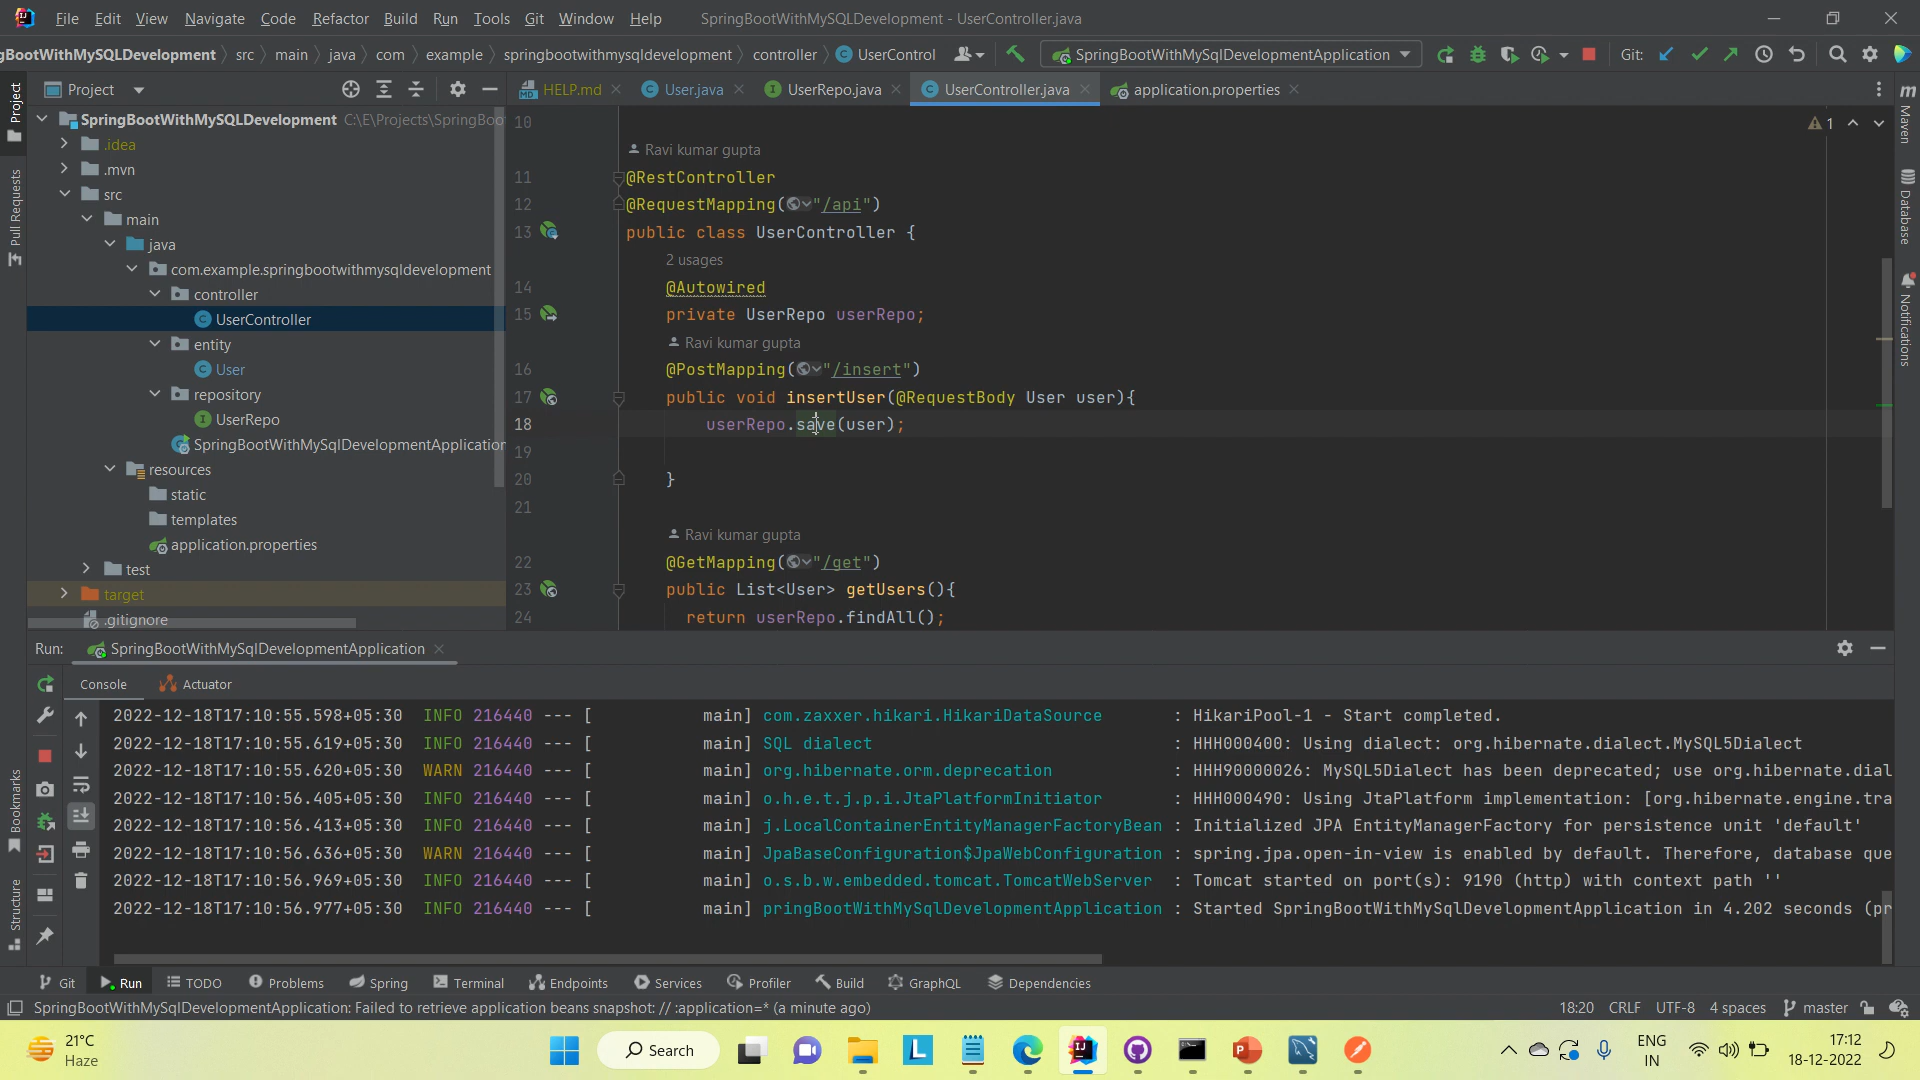 File Edit View Navigate Code Refactor Build Run Tools Git Window Help SpringBootWithMySQLDevelopment - UserController.java
gBootWithMySQLDevelopment src main java com example springbootwithmysqldevelopment controller UserControl SpringBootWithMySqlDevelopmentApplication Git:
Project
HELP.md User.java UserRepo.java UserController.java application.properties
SpringBootWithMySQLDevelopment C:\E\Projects\SpringBoo
.idea
.mvn
src
main
java
com.example.springbootwithmysqldevelopment
controller
UserController
entity
User
repository
UserRepo
SpringBootWithMySqlDevelopmentApplication
resources
static
templates
application.properties
test
target
.gitignore
Project
Pull Requests
Bookmarks
Structure
10
Ravi kumar gupta
11 @RestController
12 @RequestMapping("/api")
13 public class UserController {
2 usages
14 @Autowired
15 private UserRepo userRepo;
Ravi kumar gupta
16 @PostMapping("/insert")
17 public void insertUser(@RequestBody User user){
18 userRepo.save(user);
19
20 }
21
Ravi kumar gupta
22 @GetMapping("/get")
23 public List<User> getUsers(){
24 return userRepo.findAll();
1
m
Maven
Database
Notifications
Run: SpringBootWithMySqlDevelopmentApplication
Console Actuator
2022-12-18T17:10:55.598+05:30 INFO 216440 --- [ main] com.zaxxer.hikari.HikariDataSource : HikariPool-1 - Start completed.
2022-12-18T17:10:55.619+05:30 INFO 216440 --- [ main] SQL dialect : HHH000400: Using dialect: org.hibernate.dialect.MySQL5Dialect
2022-12-18T17:10:55.620+05:30 WARN 216440 --- [ main] org.hibernate.orm.deprecation : HHH90000026: MySQL5Dialect has been deprecated; use org.hibernate.dial
2022-12-18T17:10:56.405+05:30 INFO 216440 --- [ main] o.h.e.t.j.p.i.JtaPlatformInitiator : HHH000490: Using JtaPlatform implementation: [org.hibernate.engine.tra
2022-12-18T17:10:56.413+05:30 INFO 216440 --- [ main] j.LocalContainerEntityManagerFactoryBean : Initialized JPA EntityManagerFactory for persistence unit 'default'
2022-12-18T17:10:56.636+05:30 WARN 216440 --- [ main] JpaBaseConfiguration$JpaWebConfiguration : spring.jpa.open-in-view is enabled by default. Therefore, database que
2022-12-18T17:10:56.969+05:30 INFO 216440 --- [ main] o.s.b.w.embedded.tomcat.TomcatWebServer : Tomcat started on port(s): 9190 (http) with context path ''
2022-12-18T17:10:56.977+05:30 INFO 216440 --- [ main] pringBootWithMySqlDevelopmentApplication : Started SpringBootWithMySqlDevelopmentApplication in 4.202 seconds (pr
Git Run TODO Problems Spring Terminal Endpoints Services Profiler Build GraphQL Dependencies
SpringBootWithMySqlDevelopmentApplication: Failed to retrieve application beans snapshot: // :application=* (a minute ago) 18:20 CRLF UTF-8 4 spaces master
21°C
Haze
Search
ENG
IN
17:12
18-12-2022